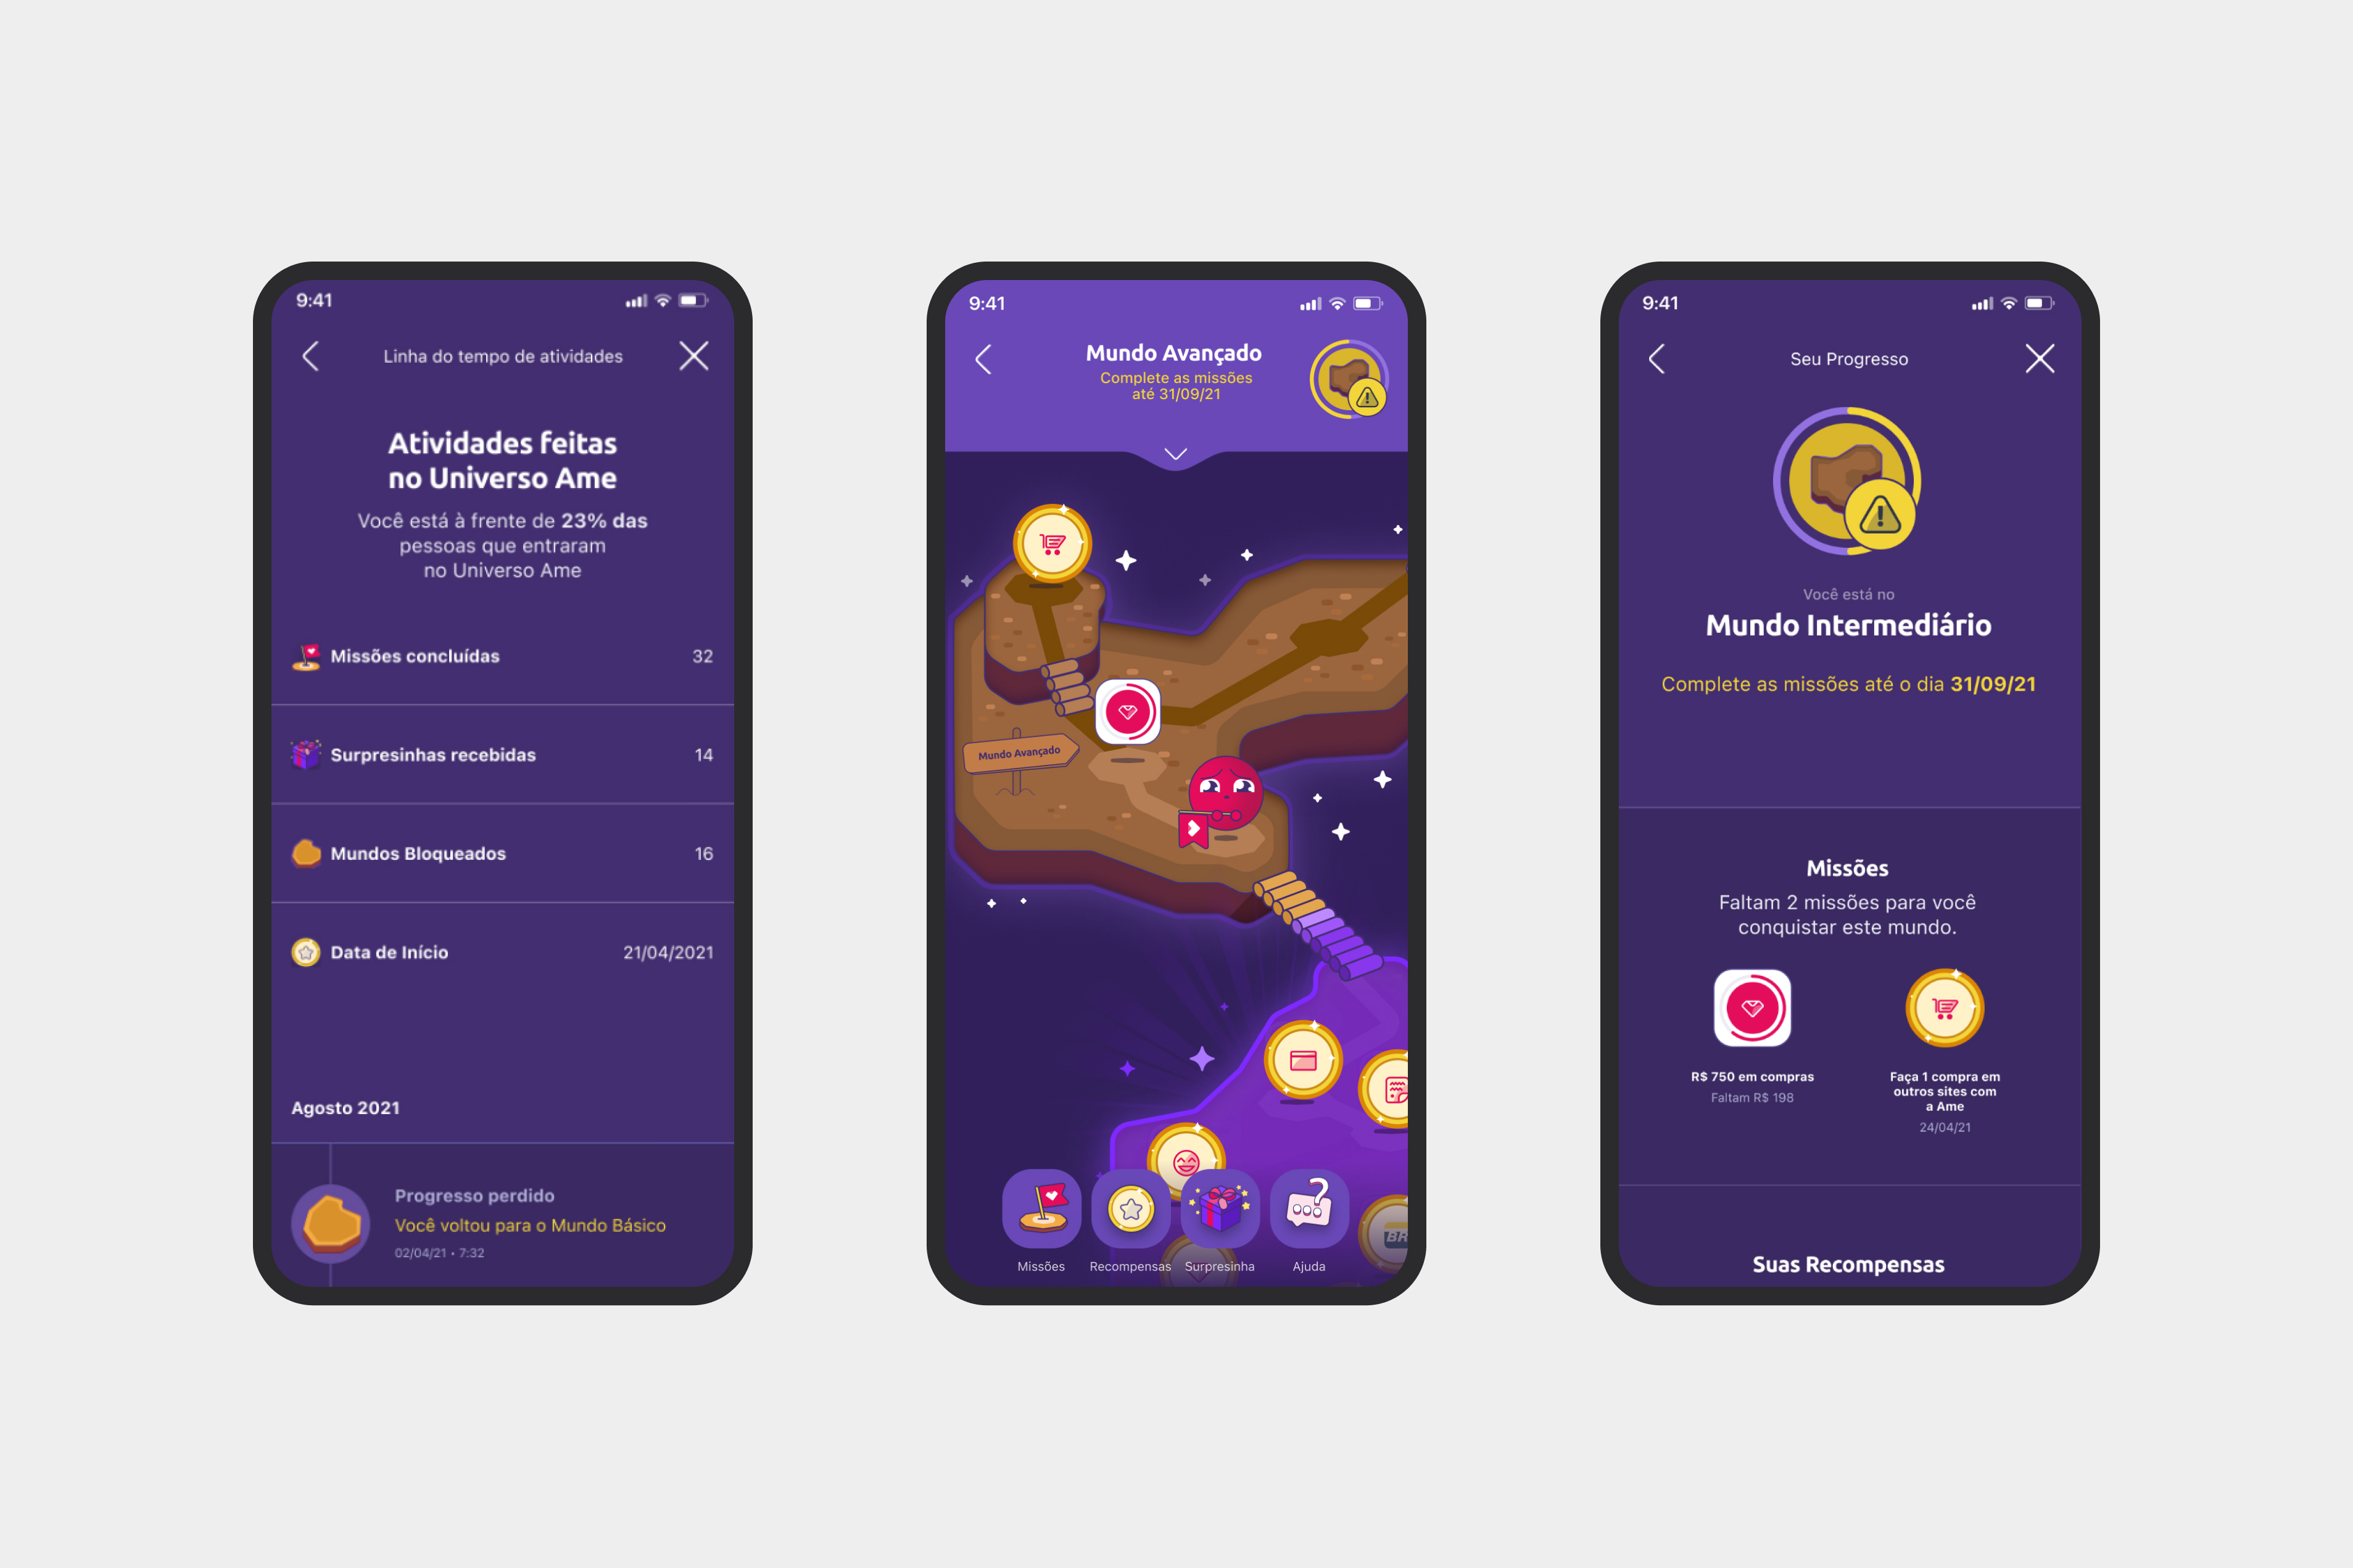 9:41
Linha do tempo de atividades
Atividades feitas
no Universo Ame
Você está à frente de 23% das
pessoas que entraram
no Universo Ame
Missões concluídas 32
Surpresinhas recebidas 14
Mundos Bloqueados 16
Data de Início 21/04/2021
Agosto 2021
Progresso perdido
Você voltou para o Mundo Básico
02/04/21 • 7:32
9:41
Mundo Avançado
Complete as missões
até 31/09/21
Mundo Avançado
BR
Missões Recompensas Surpresinha Ajuda
9:41
Seu Progresso
Você está no
Mundo Intermediário
Complete as missões até o dia 31/09/21
Missões
Faltam 2 missões para você
conquistar este mundo.
R$ 750 em compras
Faltam R$ 198
Faça 1 compra em
outros sites com
a Ame
24/04/21
Suas Recompensas